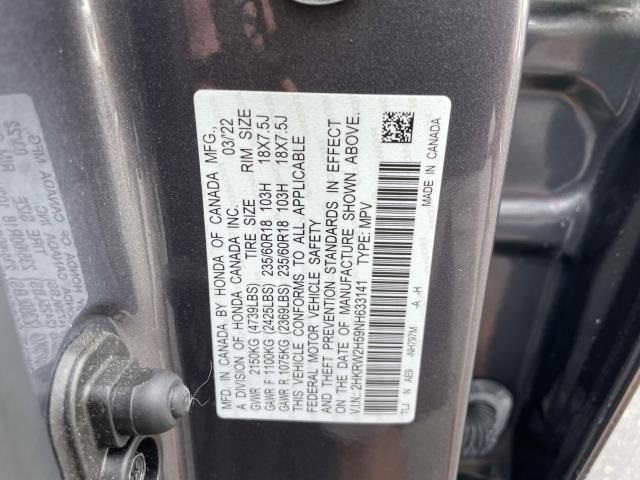 MFD. IN CANADA BY HONDA OF CANADA MFG.,
A DIVISION OF HONDA CANADA INC. 03/22
TIRE SIZE RIM SIZE
GVWR 2150KG (4739LBS)
GAWR F 1100KG (2425LBS) 235/60R18 103H 18X7.5J
GAWR R 1075KG (2369LBS) 235/60R18 103H 18X7.5J
THIS VEHICLE CONFORMS TO ALL APPLICABLE
FEDERAL MOTOR VEHICLE SAFETY
AND THEFT PREVENTION STANDARDS IN EFFECT
ON THE DATE OF MANUFACTURE SHOWN ABOVE.
V.I.N.:2HKRW2H59NH633141 TYPE: MPV
TLJ N AE9 -NH797M -A -H
MADE IN CANADA